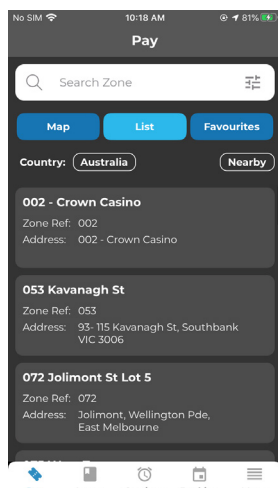 No SIM 10:18 AM 81%
Pay
Search Zone
Map List Favourites
Country: Australia Nearby
002 - Crown Casino
Zone Ref: 002
Address: 002 - Crown Casino
053 Kavanagh St
Zone Ref: 053
Address: 93- 115 Kavanagh St, Southbank
VIC 3006
072 Jolimont St Lot 5
Zone Ref: 072
Address: Jolimont, Wellington Pde,
East Melbourne